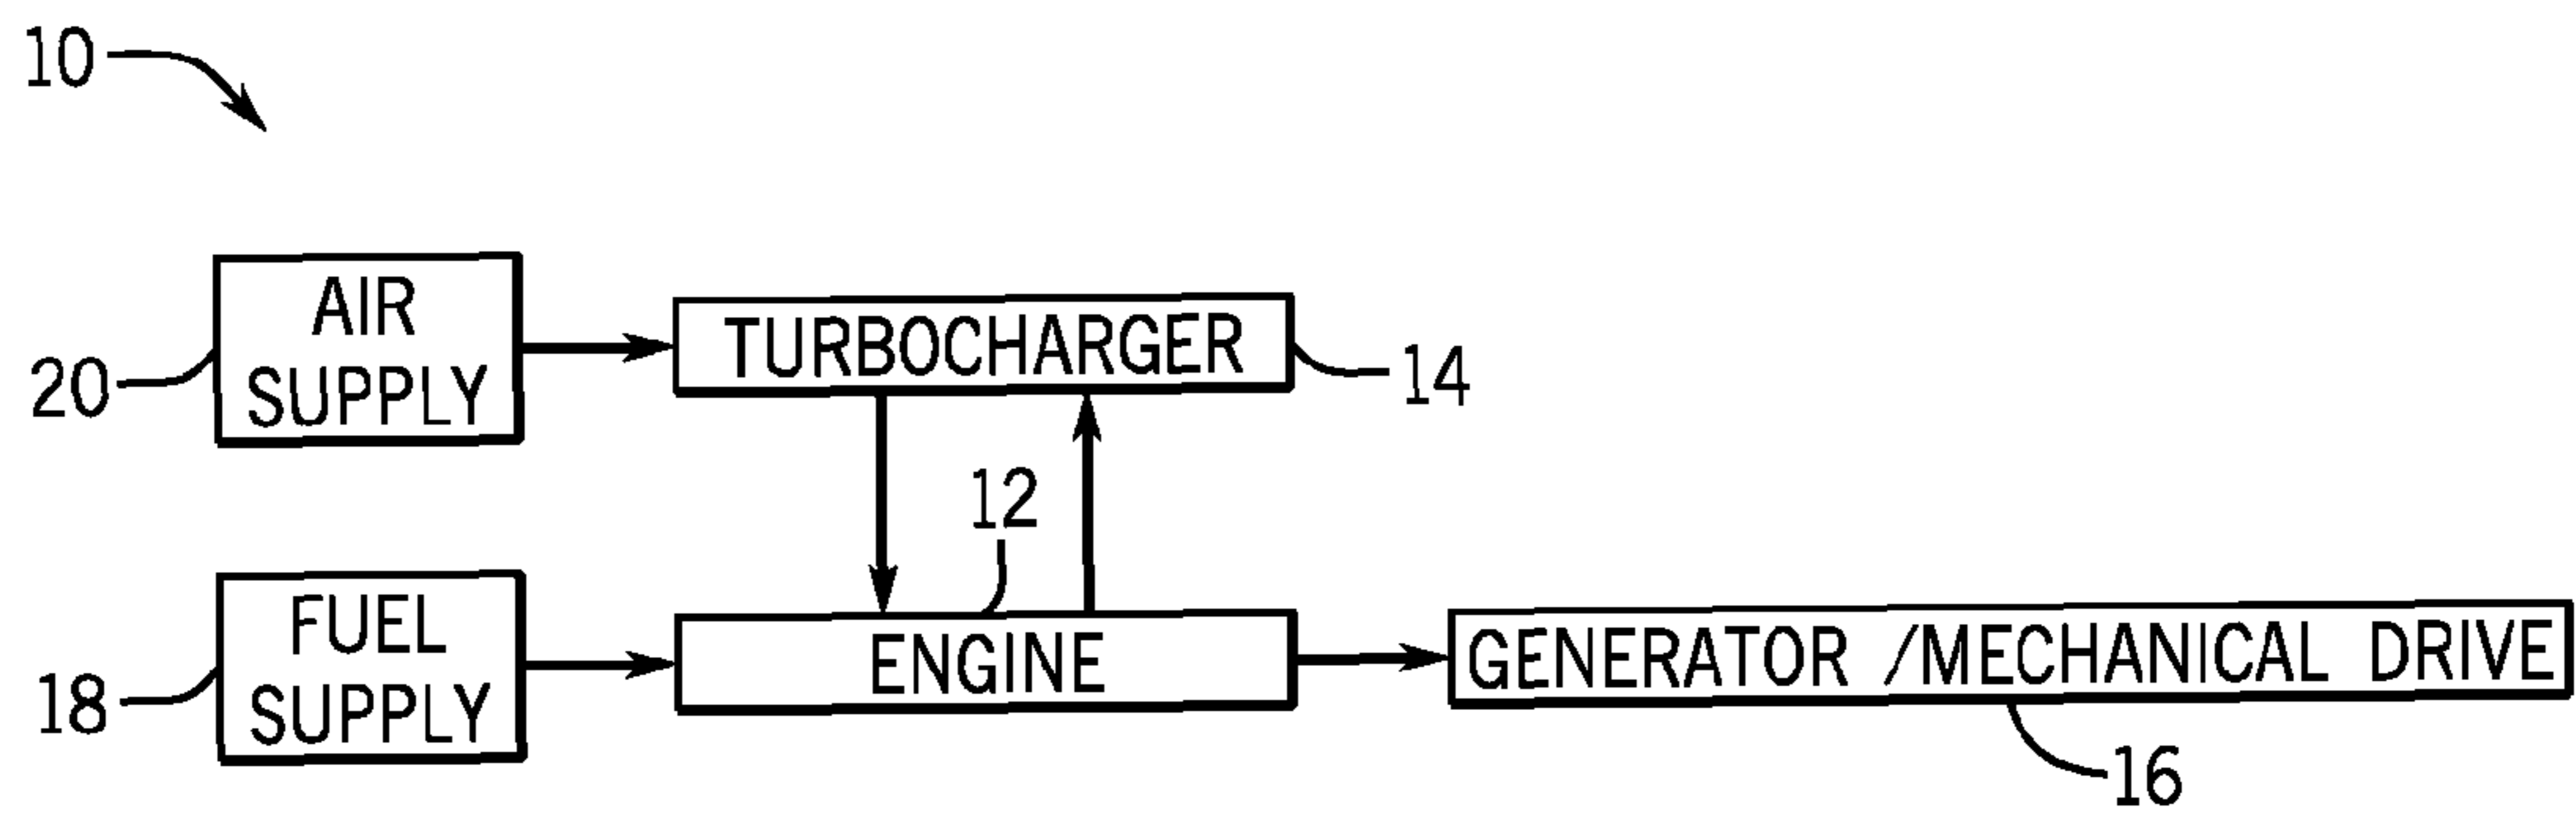 10
AIR
SUPPLY
20
TURBOCHARGER
14
12
FUEL
SUPPLY
18
ENGINE
GENERATOR /MECHANICAL DRIVE
16